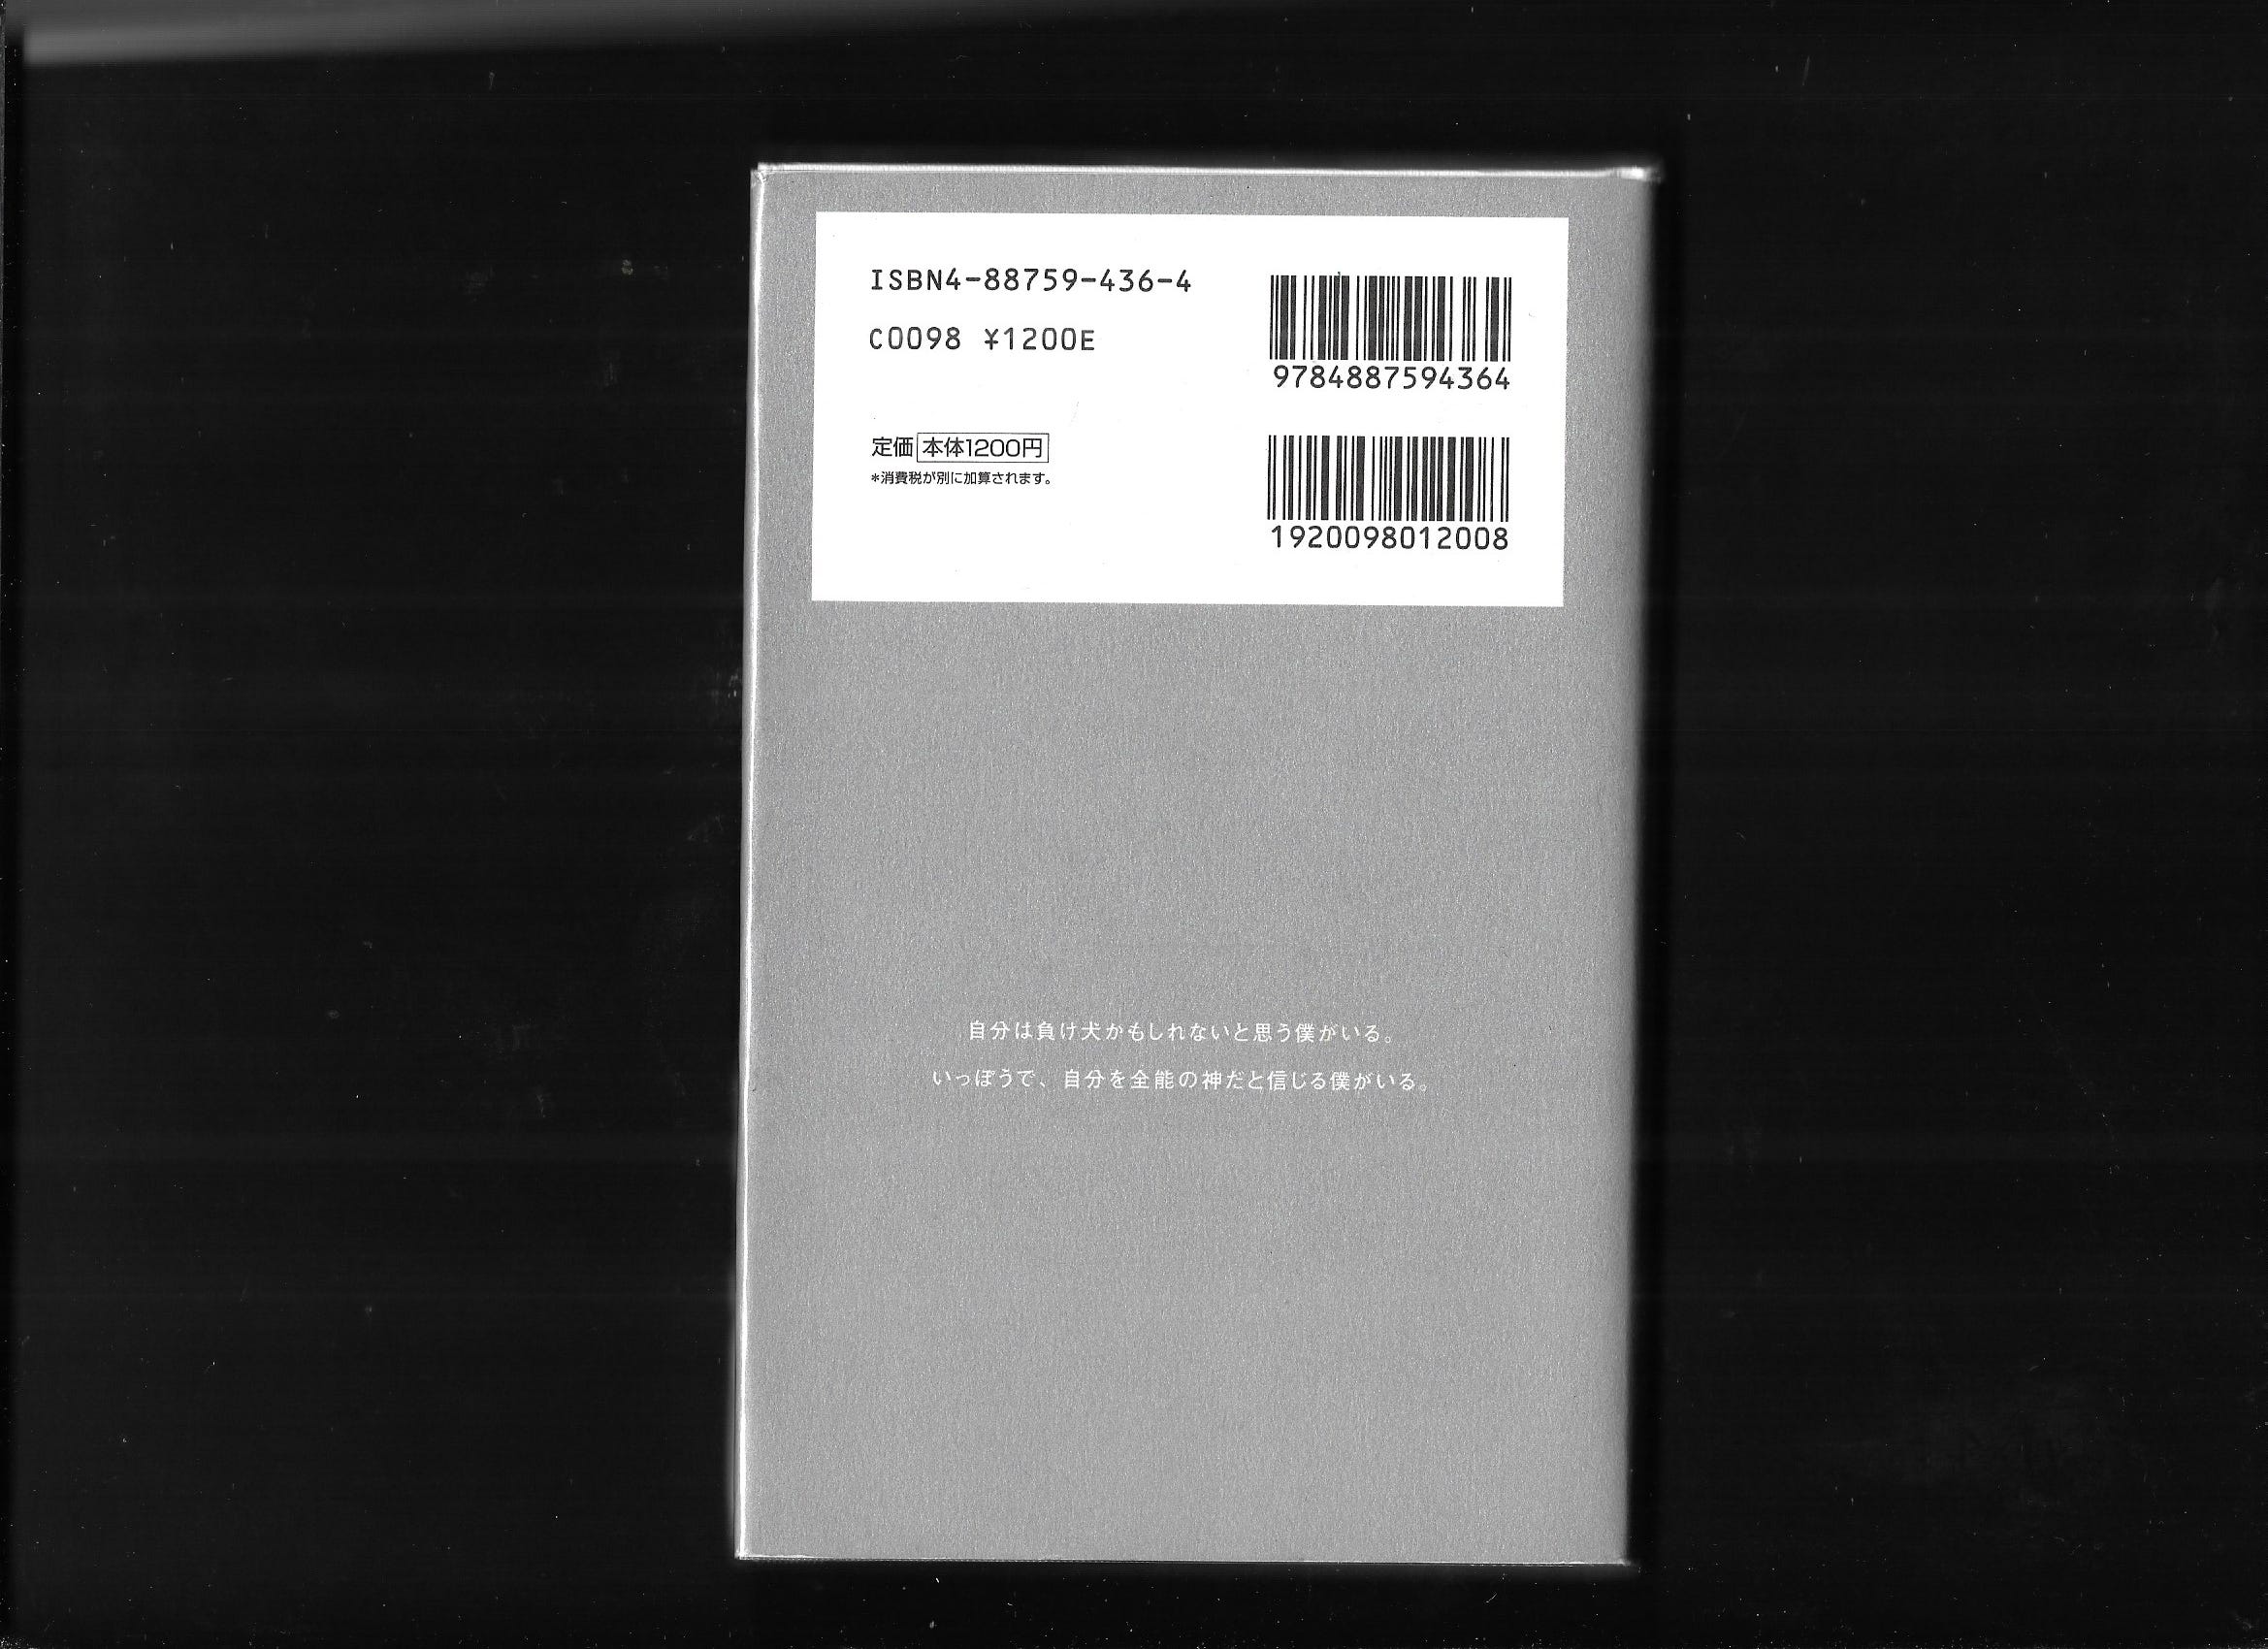 ISBN4-88759-436-4
C0098 ¥1200E
9784887594364
定価 本体1200円
*消費税が別に加算されます。
1920098012008
自分は負け犬かもしれないと思う僕がいる。
いっぽうで、自分を全能の神だと信じる僕がいる。